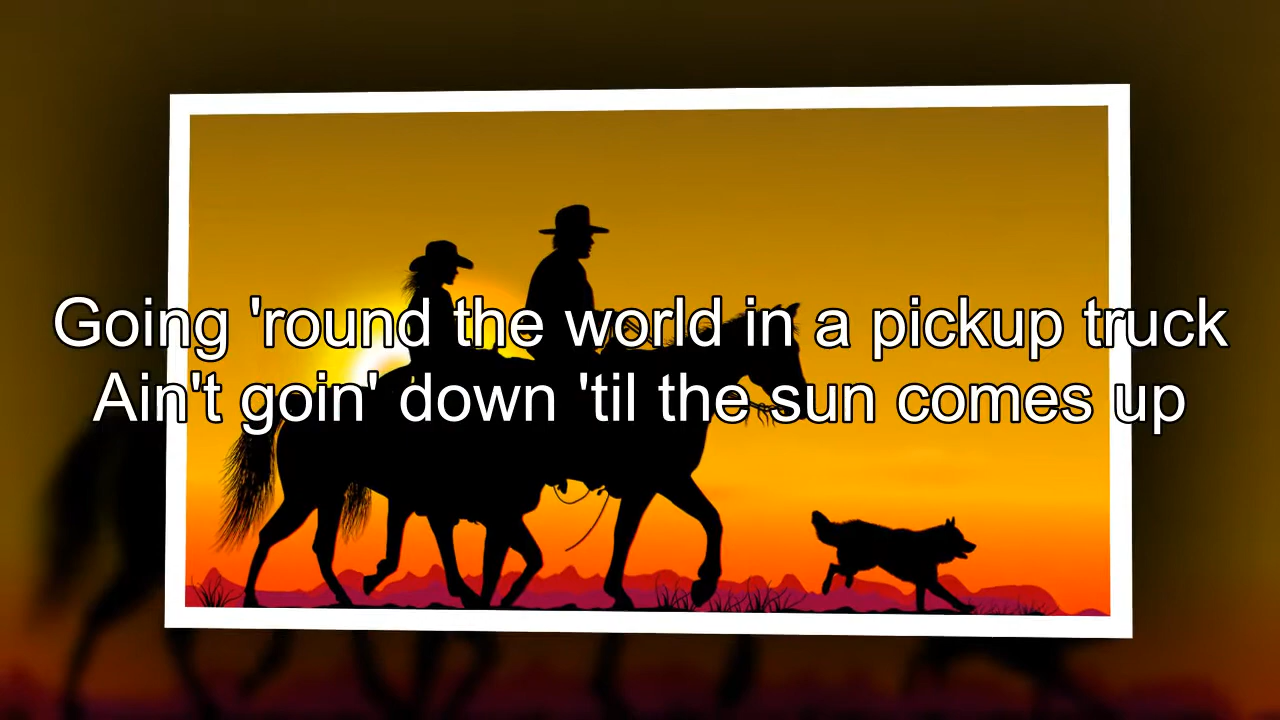 Going 'round the world in a pickup truck
Ain't goin' down 'til the sun comes up